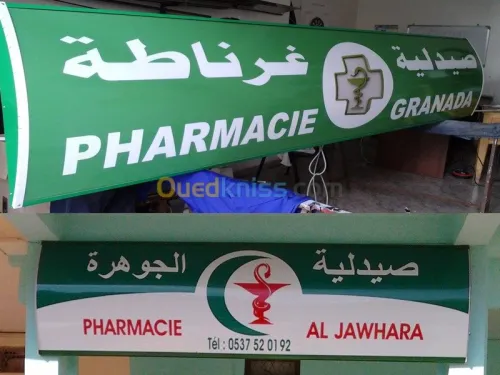 صيدلية غرناطة
PHARMACIE GRANADA
Ouedkniss.com
صيدلية الجوهرة
PHARMACIE AL JAWHARA
Tél : 0537 52 01 92